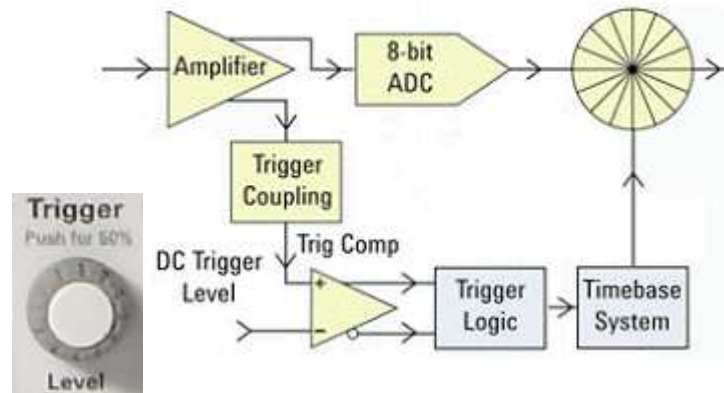 Amplifier
8-bit
ADC
Trigger
Coupling
Trig Comp
DC Trigger
Level
+
−
Trigger
Logic
Timebase
System
Trigger
Push for 50%
Level